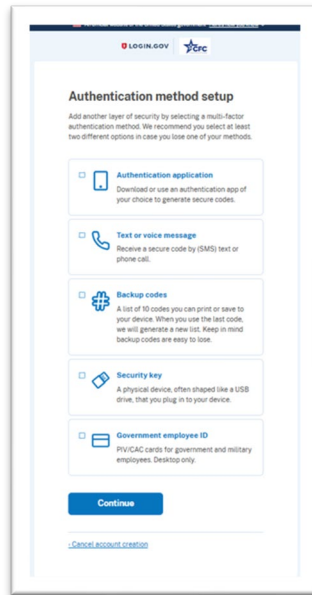 LOGIN.GOV CFC
Authentication method setup
Add another layer of security by selecting a multi-factor
authentication method. We recommend you select at least
two different options in case you lose one of your methods.
Authentication application
Download or use an authentication app of
your choice to generate secure codes.
Text or voice message
Receive a secure code by (SMS) text or
phone call.
Backup codes
A list of 10 codes you can print or save to
your device. When you use the last code,
we will generate a new list. Keep in mind
backup codes are easy to lose.
Security key
A physical device, often shaped like a USB
drive, that you plug in to your device.
Government employee ID
PIV/CAC cards for government and military
employees. Desktop only.
Continue
‹ Cancel account creation